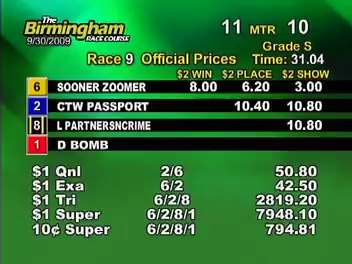 The
Birmingham
RACE COURSE
9/30/2009
11 MTR 10
Grade S
Race 9 Official Prices Time: 31.04
$2 WIN $2 PLACE $2 SHOW
6 SOONER ZOOMER 8.00 6.20 3.00
2 CTW PASSPORT 10.40 10.80
8 L PARTNERSNCRIME 10.80
1 D BOMB
$1 Qnl 2/6 50.80
$1 Exa 6/2 42.50
$1 Tri 6/2/8 2819.20
$1 Super 6/2/8/1 7948.10
10¢ Super 6/2/8/1 794.81